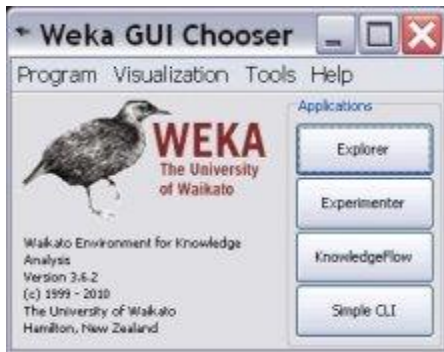 Weka GUI Chooser
Program Visualization Tools Help
WEKA
The University
of Waikato
Waikato Environment for Knowledge
Analysis
Version 3.6.2
(c) 1999 - 2010
The University of Waikato
Hamilton, New Zealand
Applications
Explorer
Experimenter
KnowledgeFlow
Simple CLI